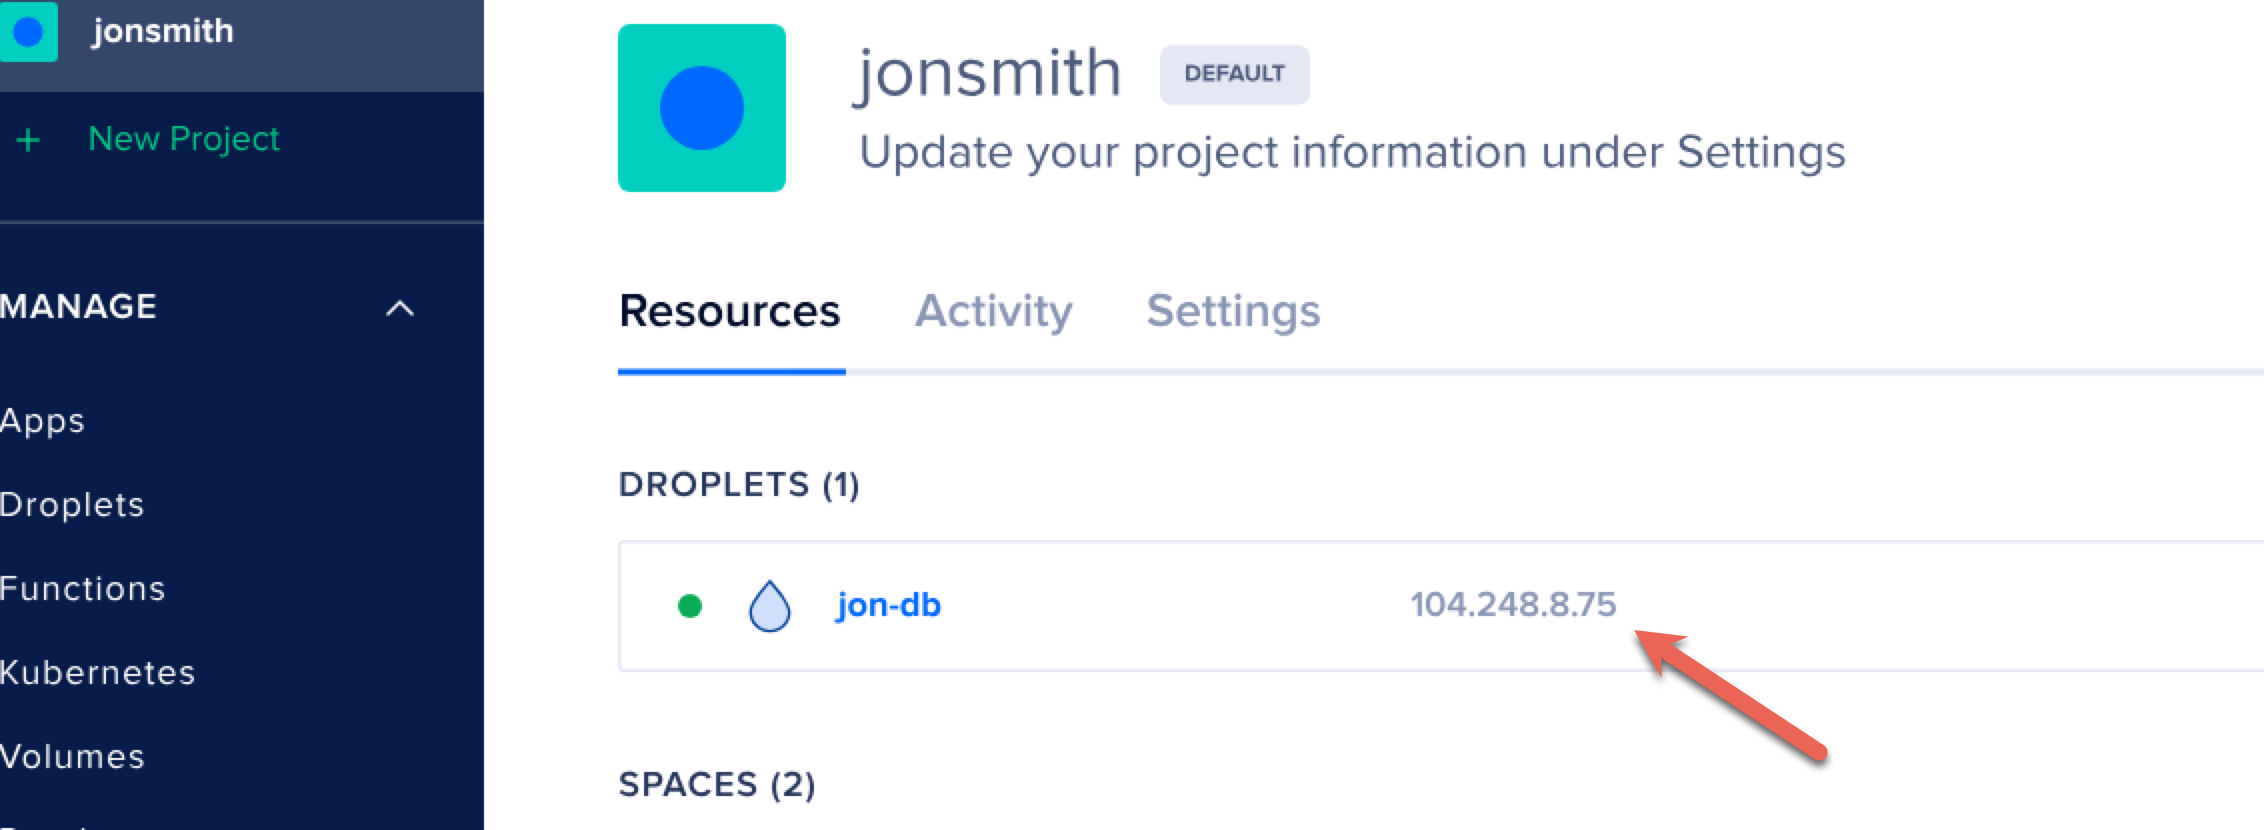 jonsmith
+ New Project
MANAGE
Apps
Droplets
Functions
Kubernetes
Volumes
jonsmith DEFAULT
Update your project information under Settings
Resources Activity Settings
DROPLETS (1)
jon-db 104.248.8.75
SPACES (2)